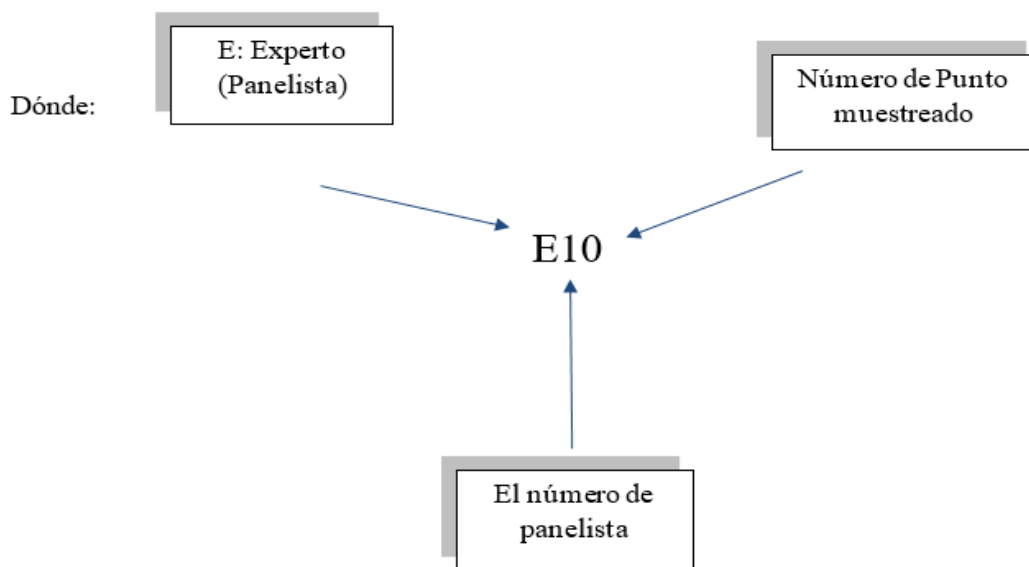 Dónde:
E: Experto
(Panelista)
Número de Punto
muestreado
E10
El número de
panelista